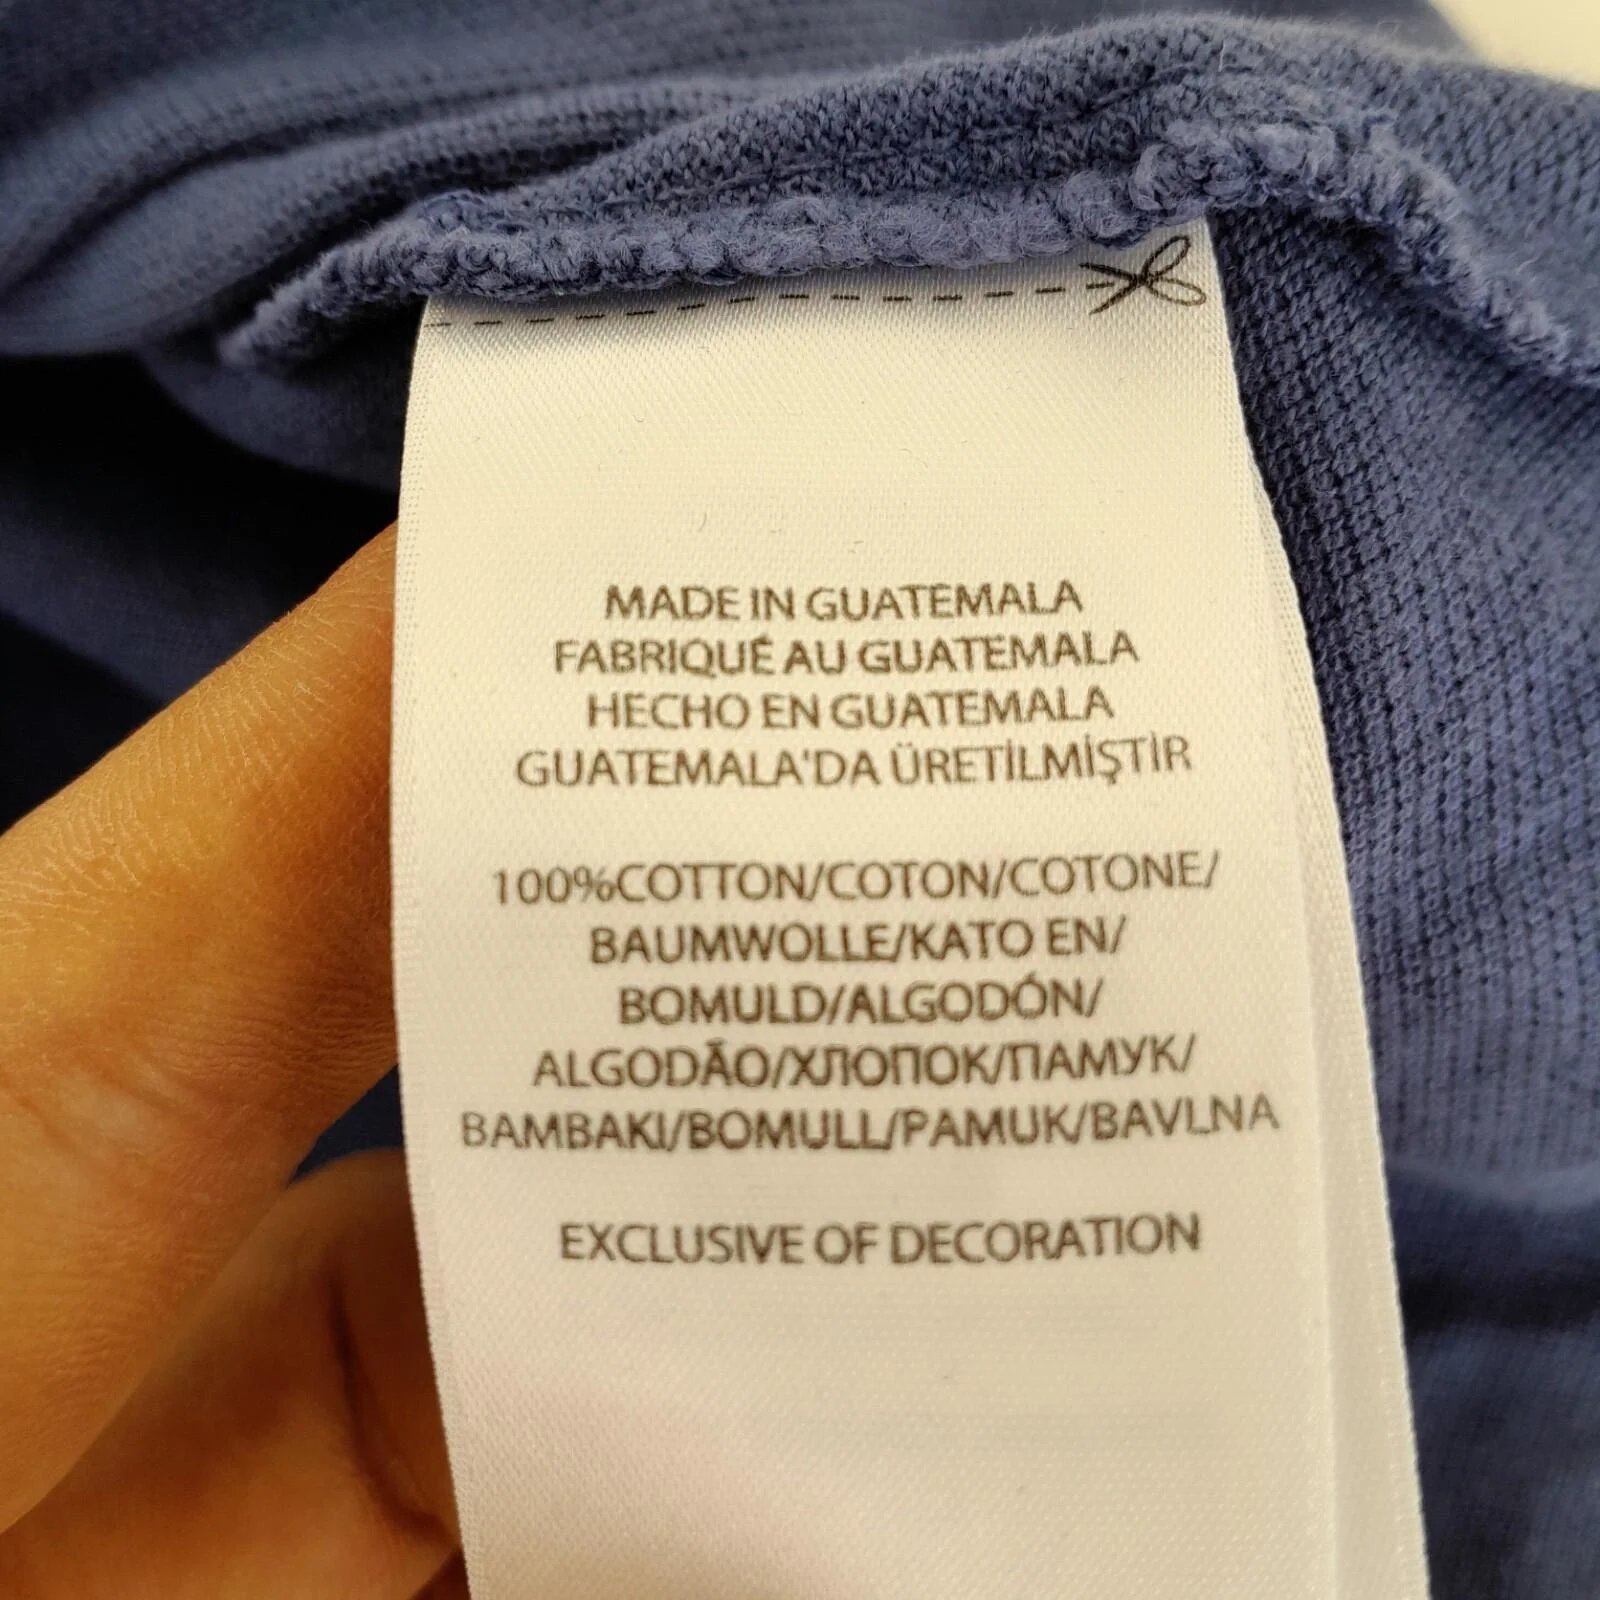 MADE IN GUATEMALA
FABRIQUÉ AU GUATEMALA
HECHO EN GUATEMALA
GUATEMALA'DA ÜRETİLMİŞTİR
100%COTTON/COTON/COTONE/
BAUMWOLLE/KATO EN/
BOMULD/ALGODÓN/
ALGODÃO/ХЛОПОК/ПАМУК/
BAMBAKI/BOMULL/PAMUK/BAVLNA
EXCLUSIVE OF DECORATION